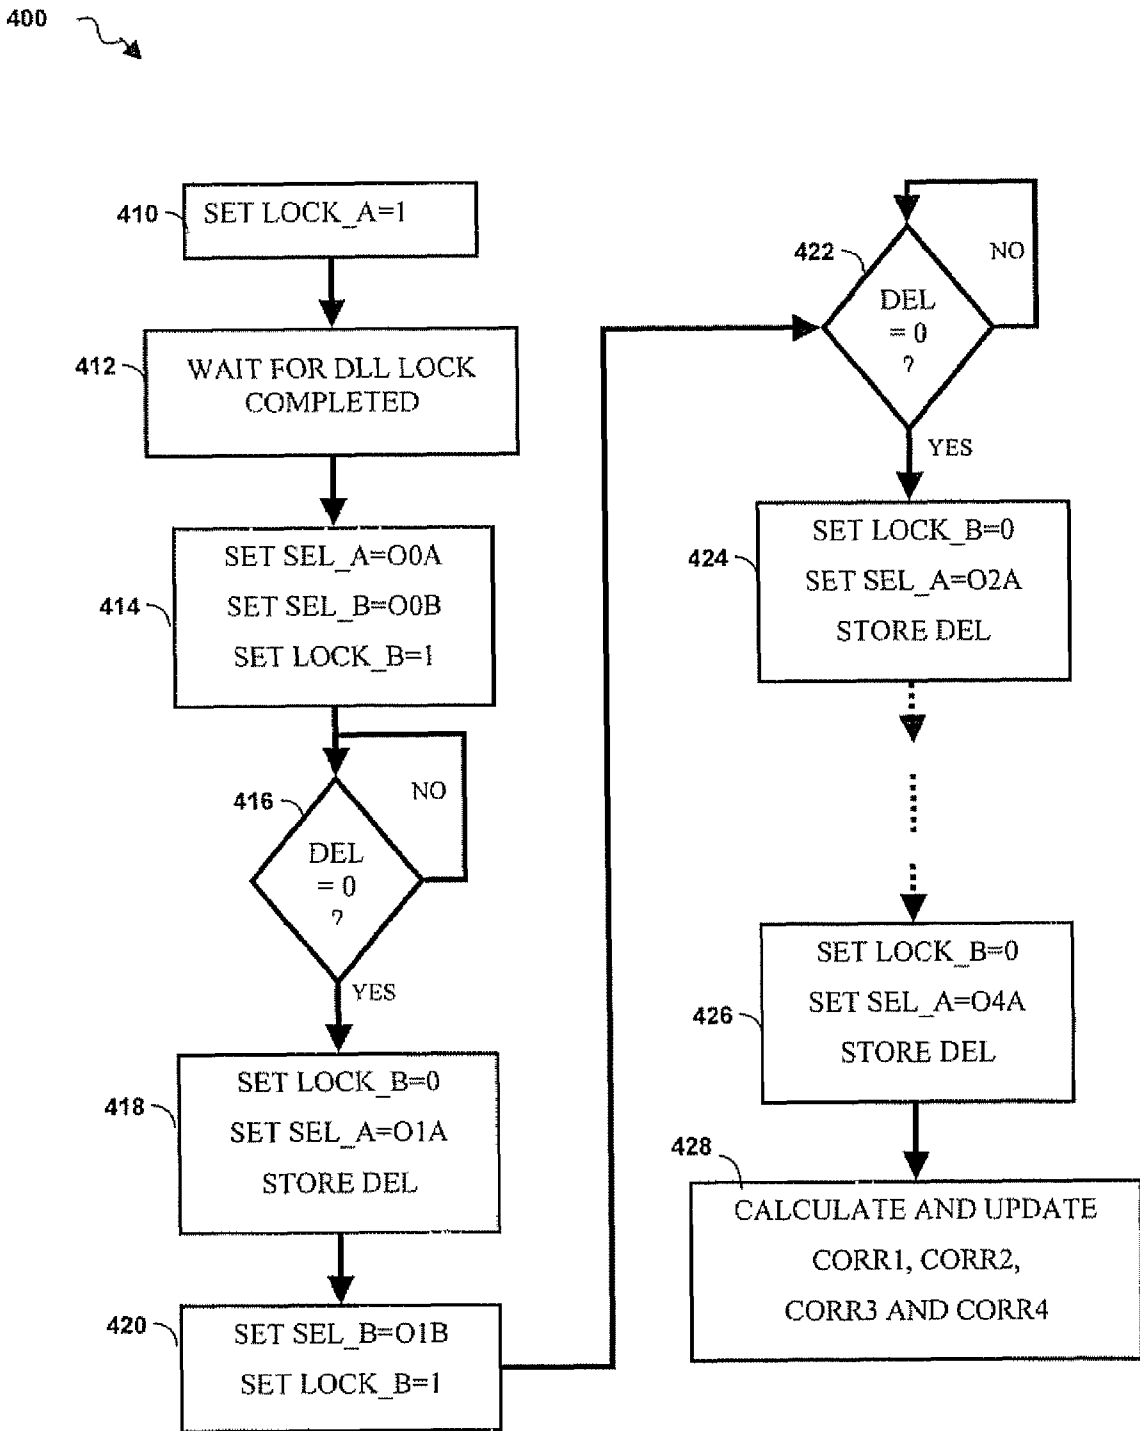 400
410
SET LOCK_A=1
412
WAIT FOR DLL LOCK
COMPLETED
414
SET SEL_A=O0A
SET SEL_B=O0B
SET LOCK_B=1
416
DEL
= 0
?
NO
YES
418
SET LOCK_B=0
SET SEL_A=O1A
STORE DEL
420
SET SEL_B=O1B
SET LOCK_B=1
422
DEL
= 0
?
NO
YES
424
SET LOCK_B=0
SET SEL_A=O2A
STORE DEL
426
SET LOCK_B=0
SET SEL_A=O4A
STORE DEL
428
CALCULATE AND UPDATE
CORR1, CORR2,
CORR3 AND CORR4